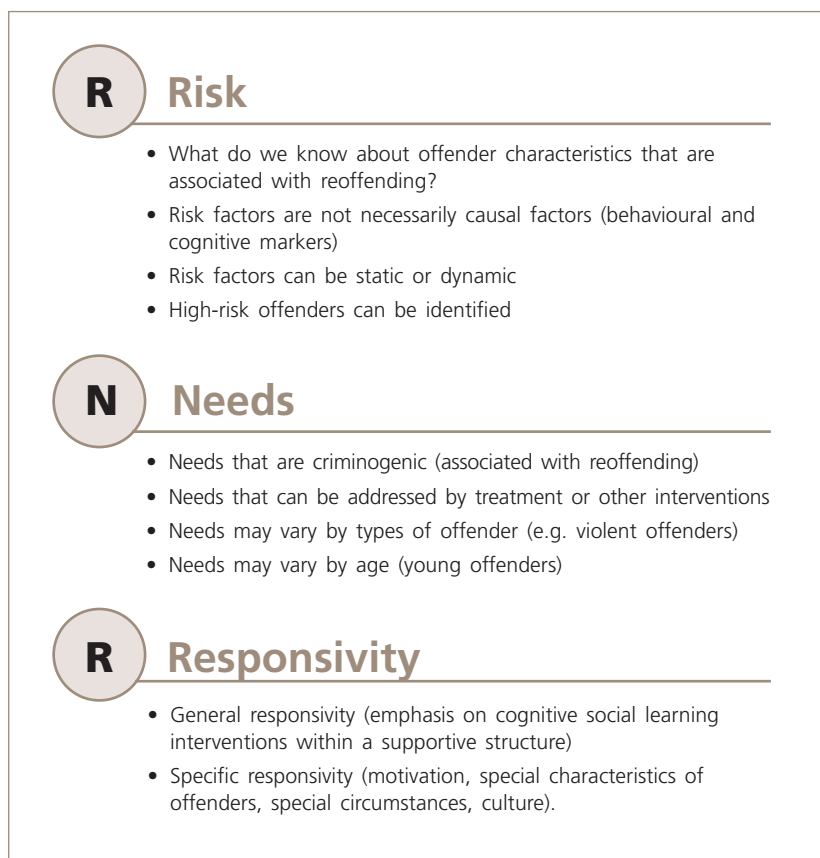 R Risk
• What do we know about offender characteristics that are
associated with reoffending?
• Risk factors are not necessarily causal factors (behavioural and
cognitive markers)
• Risk factors can be static or dynamic
• High-risk offenders can be identified
N Needs
• Needs that are criminogenic (associated with reoffending)
• Needs that can be addressed by treatment or other interventions
• Needs may vary by types of offender (e.g. violent offenders)
• Needs may vary by age (young offenders)
R Responsivity
• General responsivity (emphasis on cognitive social learning
interventions within a supportive structure)
• Specific responsivity (motivation, special characteristics of
offenders, special circumstances, culture).